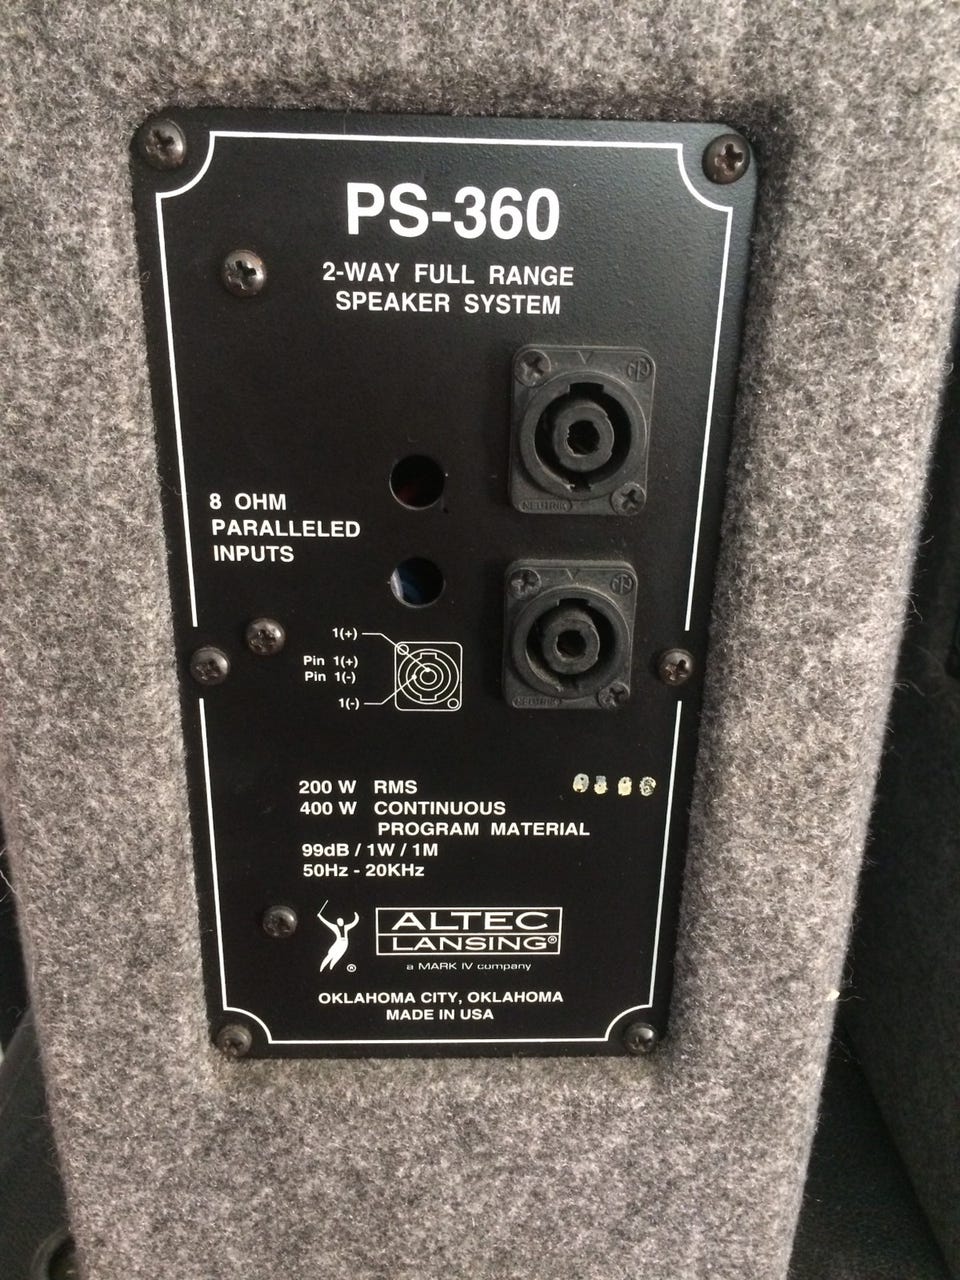 PS-360
2-WAY FULL RANGE
SPEAKER SYSTEM
8 OHM
PARALLELED
INPUTS
NEUTRIK
NEUTRIK
1(+)
Pin 1(+)
Pin 1(-)
1(-)
200 W RMS
400 W CONTINUOUS
PROGRAM MATERIAL
99dB / 1W / 1M
50Hz - 20KHz
ALTEC
LANSING®
®
a MARK IV company
OKLAHOMA CITY, OKLAHOMA
MADE IN USA